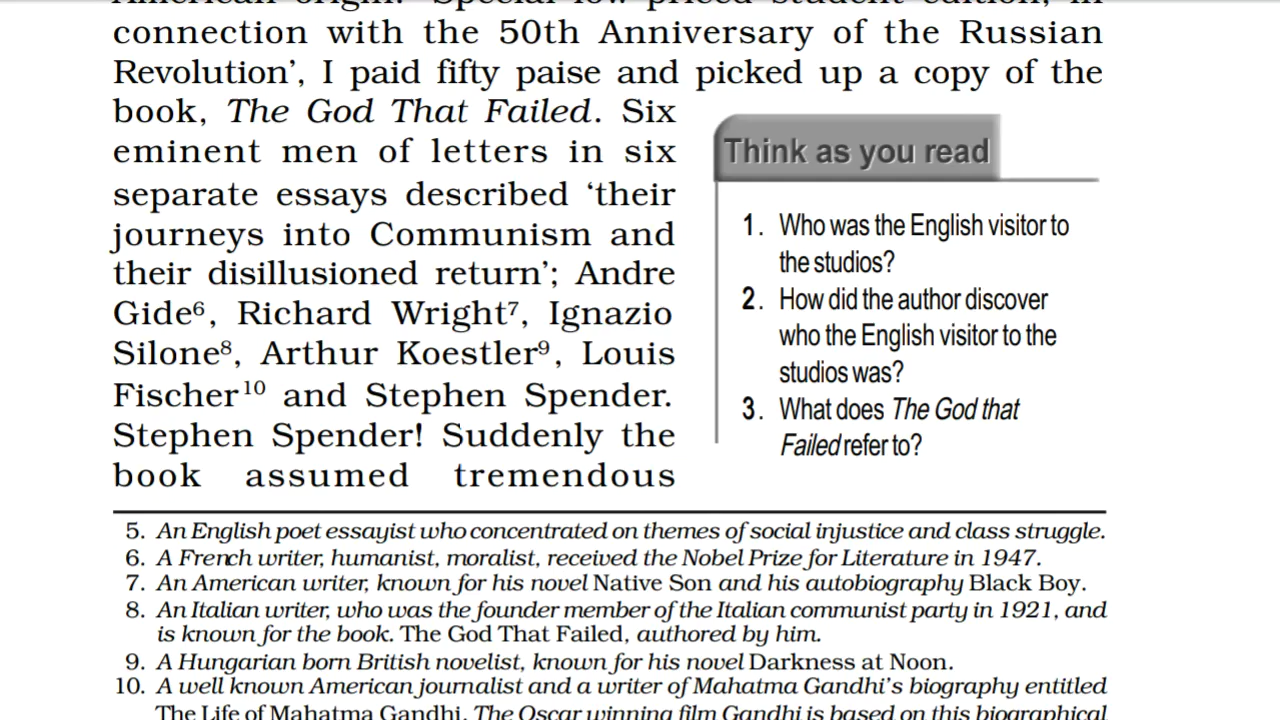 American origin. 'Special low-priced student edition, in
connection with the 50th Anniversary of the Russian
Revolution’, I paid fifty paise and picked up a copy of the
book, The God That Failed. Six
eminent men of letters in six
separate essays described ‘their
journeys into Communism and
their disillusioned return’; Andre
Gide⁶, Richard Wright⁷, Ignazio
Silone⁸, Arthur Koestler⁹, Louis
Fischer¹⁰ and Stephen Spender.
Stephen Spender! Suddenly the
book assumed tremendous
Think as you read
1. Who was the English visitor to
the studios?
2. How did the author discover
who the English visitor to the
studios was?
3. What does The God that
Failed refer to?
5. An English poet essayist who concentrated on themes of social injustice and class struggle.
6. A French writer, humanist, moralist, received the Nobel Prize for Literature in 1947.
7. An American writer, known for his novel Native Son and his autobiography Black Boy.
8. An Italian writer, who was the founder member of the Italian communist party in 1921, and
is known for the book. The God That Failed, authored by him.
9. A Hungarian born British novelist, known for his novel Darkness at Noon.
10. A well known American journalist and a writer of Mahatma Gandhi’s biography entitled
The Life of Mahatma Gandhi. The Oscar winning film Gandhi is based on this biographical